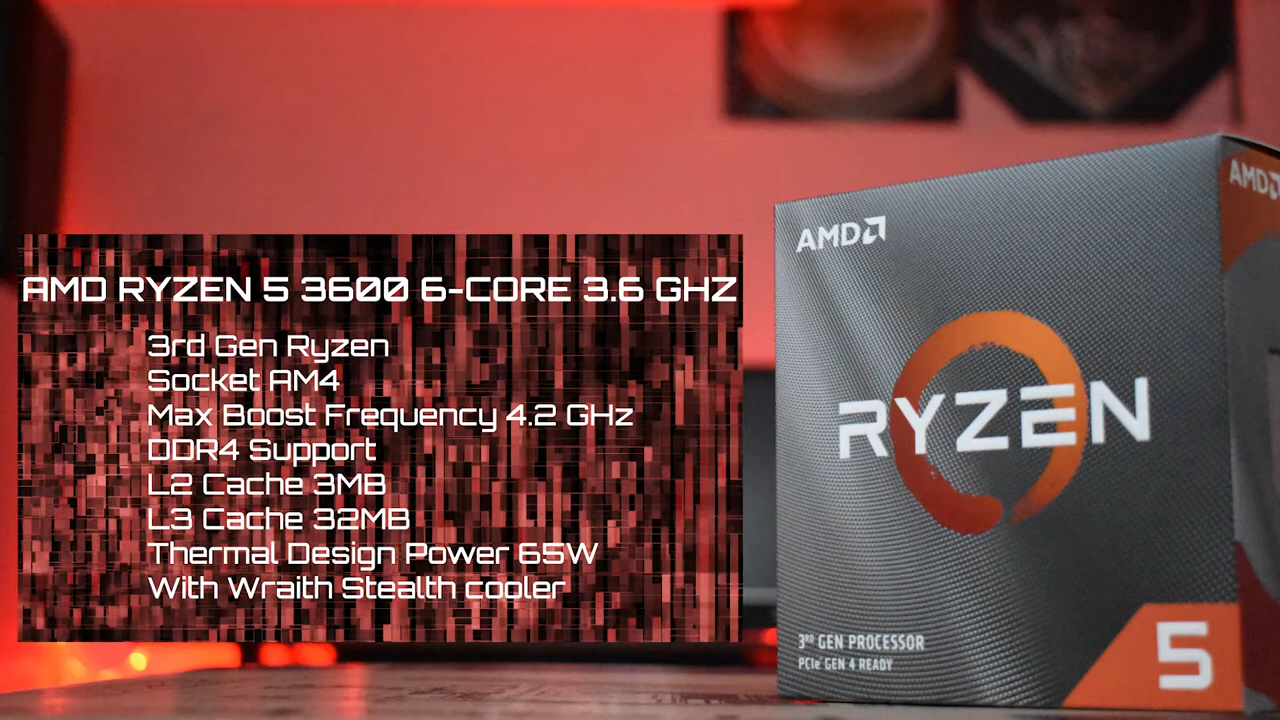 AMD RYZEN 5 3600 6-CORE 3.6 GHZ
3rd Gen Ryzen
Socket AM4
Max Boost Frequency 4.2 GHz
DDR4 Support
L2 Cache 3MB
L3 Cache 32MB
Thermal Design Power 65W
With Wraith Stealth cooler
AMD
RYZEN
3RD GEN PROCESSOR
PCIe GEN 4 READY
5
AMD